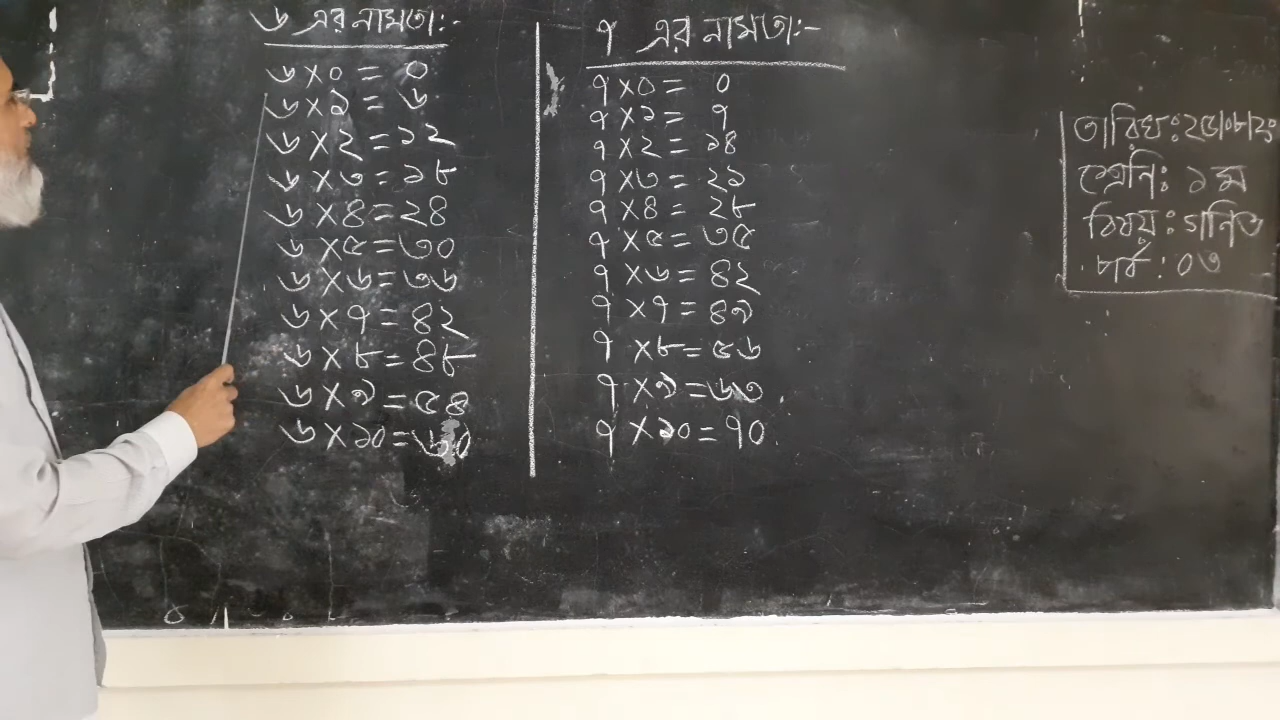 ৬ এর নামতাঃ-
৬ X ০ = ০
৬ X ১ = ৬
৬ X ২ = ১২
৬ X ৩ = ১৮
৬ X ৪ = ২৪
৬ X ৫ = ৩০
৬ X ৬ = ৩৬
৬ X ৭ = ৪২
৬ X ৮ = ৪৮
৬ X ৯ = ৫৪
৬ X ১০ = ৬০
৭ এর নামতাঃ-
৭ X ০ = ০
৭ X ১ = ৭
৭ X ২ = ১৪
৭ X ৩ = ২১
৭ X ৪ = ২৮
৭ X ৫ = ৩৫
৭ X ৬ = ৪২
৭ X ৭ = ৪৯
৭ X ৮ = ৫৬
৭ X ৯ = ৬৩
৭ X ১০ = ৭০
তারিখঃ ২৫/০৮/২০
শ্রেনিঃ ১ম
বিষয়ঃ গনিত
পার্ব : ০৩